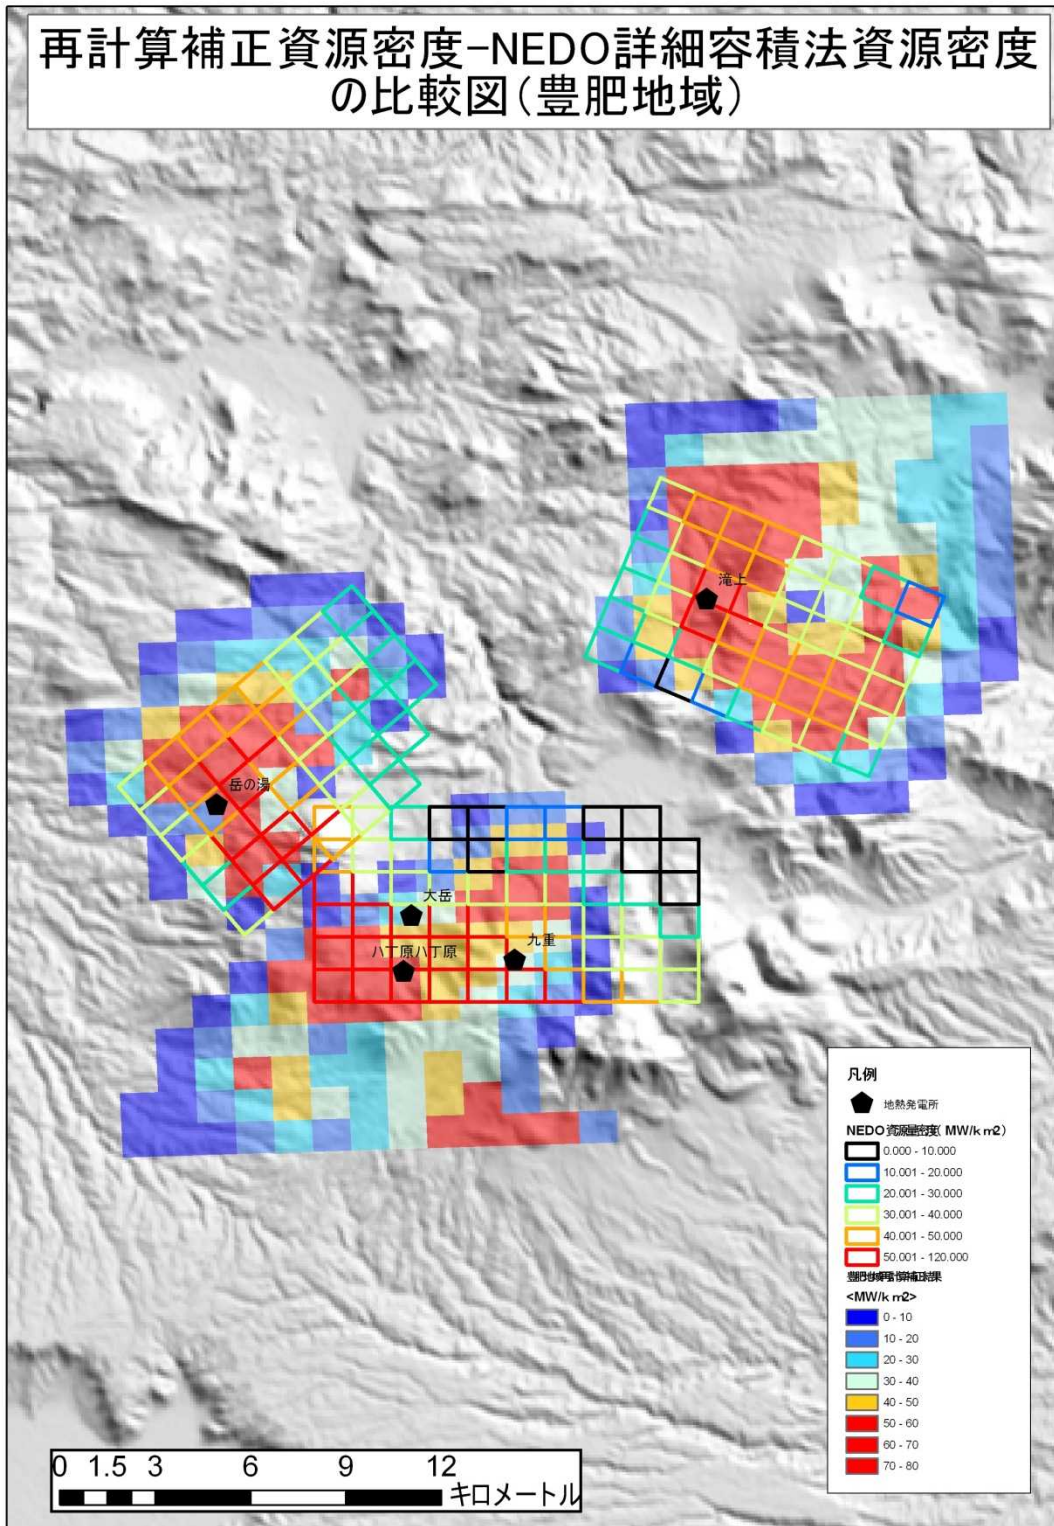 再計算補正資源密度-NEDO詳細容積法資源密度
の比較図(豊肥地域)
滝上
岳の湯
大岳
九重
八丁原八丁原
凡例
地熱発電所
MW/km2)
0.000 - 10.000
10.001 - 20.000
20.001 - 30.000
30.001 - 40.000
40.001 - 50.000
50.001 - 120.000
<MW/km2>
0 - 10
10 - 20
20 - 30
30 - 40
40 - 50
50 - 60
60 - 70
70 - 80
0 1.5 3 6 9 12
キロメートル